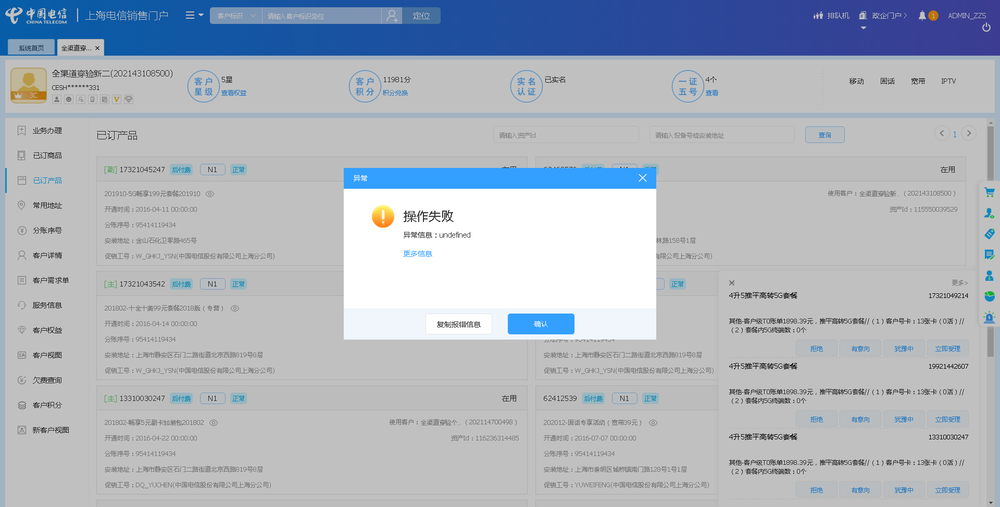 中国电信
CHINA TELECOM
上海电信销售门户
客户标识
请输入客户标识定位
定位
排队机
政企门户
1
ADMIN_ZZS
系统首页
全渠道穿...
全渠道穿验新二(202143108500)
CESH******331
3C
客户星级
5星
查看权益
客户积分
11981分
积分兑换
实名认证
已实名
一证五号
4个
查看
移动 固话 宽带 IPTV
业务办理
已订商品
已订产品
常用地址
分账序号
客户详情
客户需求单
服务信息
客户权益
客户视图
欠费查询
客户积分
新客户视图
已订产品
请输入资产Id
请输入设备号或安装地址
查询
1
[副] 17321045247 后付费 N1 正常
201910-5G畅享199元套餐201910
开通时间：2016-04-11 00:00:00
分账序号：95414119434
安装地址：金山石化卫零路465号
促销工号：W_GHKJ_YSN(中国电信股份有限公司上海分公司)
在用
使用客户：全渠道穿验新..（202143108500）
资产Id：115550039529
林路158号1层
有限公司上海分公司)
异常
操作失败
异常信息：undefined
更多信息
复制报错信息
确认
[主] 17321043542 后付费 N1 正常
201802-十全十美99元套餐2018版（专营）
开通时间：2016-04-14 00:00:00
分账序号：95414119434
安装地址：上海市静安区石门二路街道北京西路819号8层
促销工号：W_GHKJ_YSN(中国电信股份有限公司上海分公司)
正常
分账序号：95414119434
安装地址：上海市静安区石门二路街道北京西路819号8层
促销工号：W_GHKJ_YSN(中国电信股份有限公司上海分公司)
[主] 13310030247 后付费 N1 正常
在用
201802-畅享5元副卡加装包201802
使用客户：全渠道穿验个..（202114700498）
开通时间：2016-04-22 00:00:00
资产Id：116236314485
分账序号：95414119434
安装地址：上海市静安区石门二路街道北京西路819号8层
促销工号：DQ_YUCHEN(中国电信股份有限公司上海分公司)
62412539 后付费 N1 正常
202012-固话专享活动（宽带39元）
开通时间：2016-07-07 00:00:00
分账序号：95414119434
安装地址：上海市崇明区城桥镇南门路128号1号1层
促销工号：YUWEIFENG(中国电信股份有限公司上海分公司)
更多>
4升5推平高转5G套餐 17321049214
其他-客户级T0账单1898.39元，推平高转5G套餐//（1）客户号卡：13张卡（0活）//
（2）套餐内5G终端数：0个
拒绝 有意向 犹豫中 立即受理
4升5推平高转5G套餐 19921442607
其他-客户级T0账单1898.39元，推平高转5G套餐//（1）客户号卡：13张卡（0活）//
（2）套餐内5G终端数：0个
拒绝 有意向 犹豫中 立即受理
4升5推平高转5G套餐 13310030247
其他-客户级T0账单1898.39元，推平高转5G套餐//（1）客户号卡：13张卡（0活）//
（2）套餐内5G终端数：0个
拒绝 有意向 犹豫中 立即受理